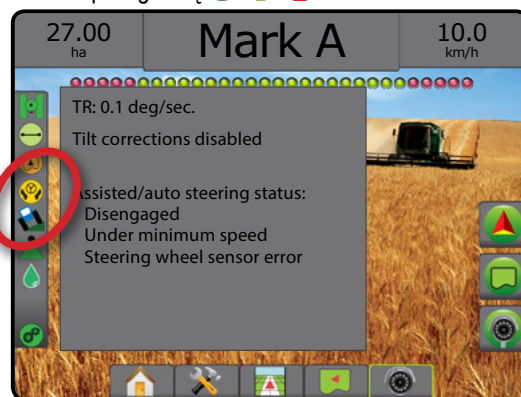 27.00
ha
Mark A
10.0
km/h
TR: 0.1 deg/sec.
Tilt corrections disabled
ssisted/auto steering status:
Disengaged
Under minimum speed
Steering wheel sensor error